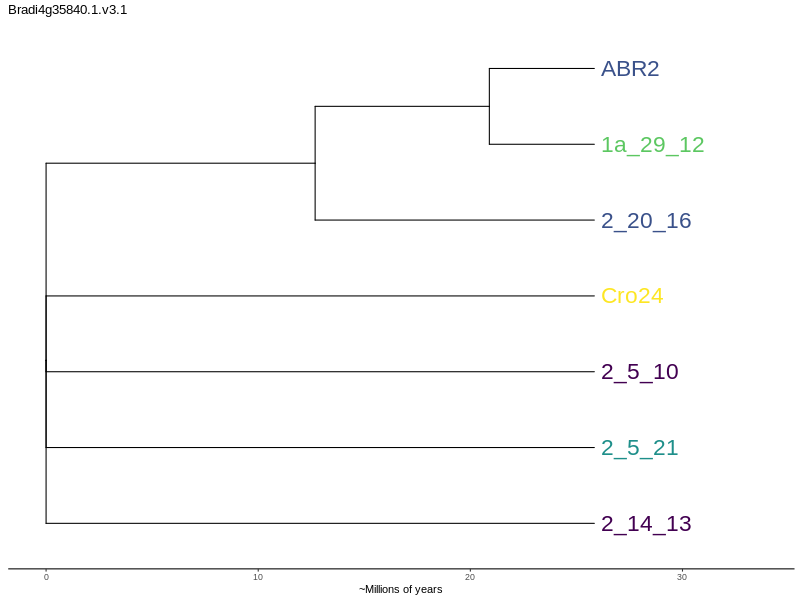 Bradi4g35840.1.v3.1
ABR2
1a_29_12
2_20_16
Cro24
2_5_10
2_5_21
2_14_13
0 10 20 30
~Millions of years